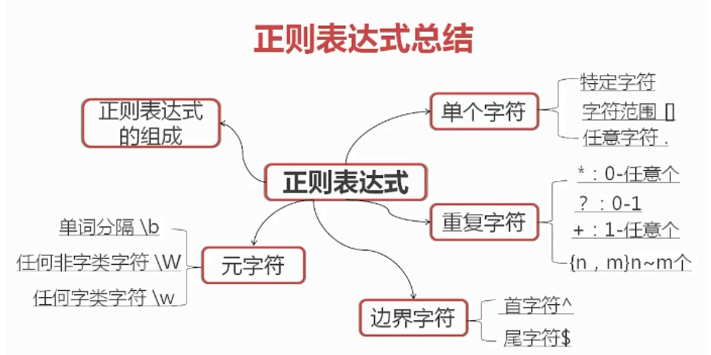 正则表达式总结
正则表达式
的组成
单个字符
特定字符
字符范围 []
任意字符 .
正则表达式
重复字符
*：0-任意个
？：0-1
+：1-任意个
{n，m}n~m个
元字符
单词分隔 \b
任何非字类字符 \W
任何字类字符 \w
边界字符
首字符^
尾字符$